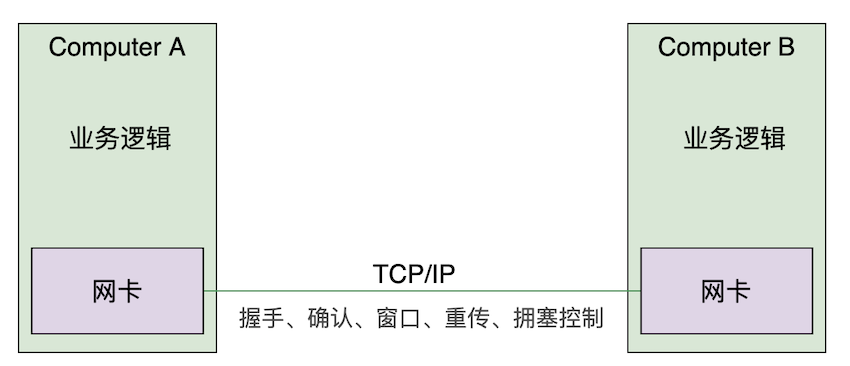 Computer A
Computer B
业务逻辑
业务逻辑
网卡
TCP/IP
网卡
握手、确认、窗口、重传、拥塞控制